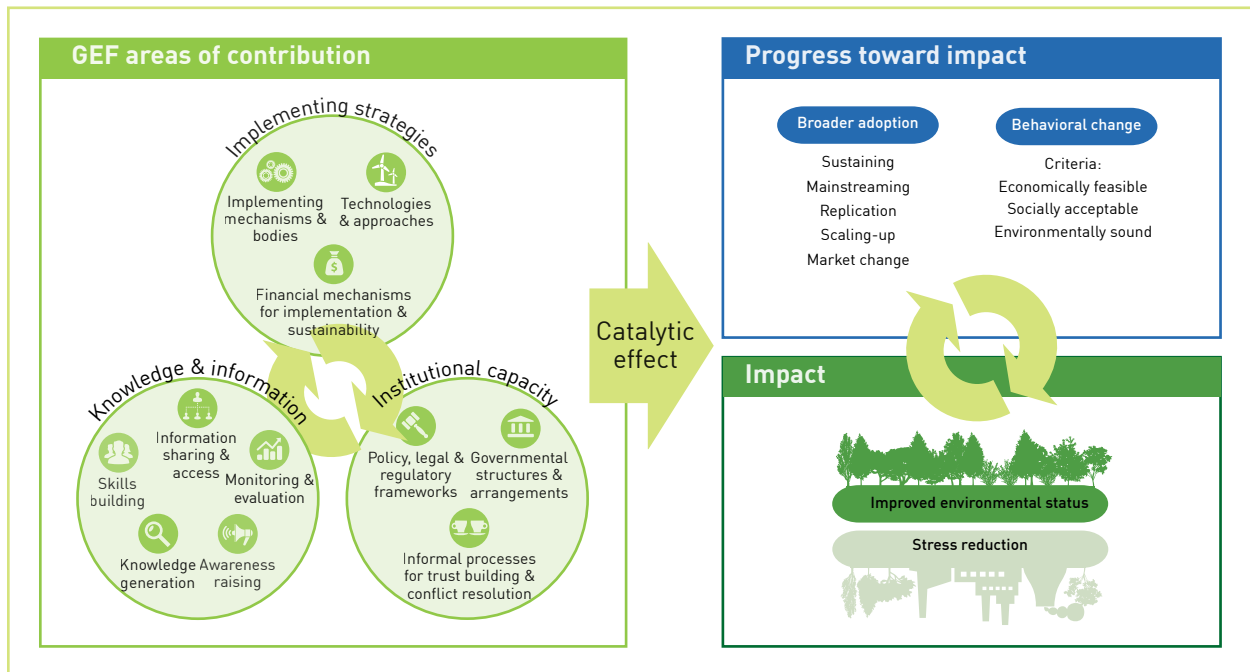 GEF areas of contribution
Implementing strategies
Implementing
mechanisms &
bodies
Technologies
& approaches
$
Financial mechanisms
for implementation &
sustainability
Knowledge & information
Information
sharing &
access
Skills
building
Monitoring &
evaluation
Knowledge
generation
Awareness
raising
Institutional capacity
Policy, legal &
regulatory
frameworks
Governmental
structures &
arrangements
Informal processes
for trust building &
conflict resolution
Catalytic
effect
Progress toward impact
Broader adoption
Sustaining
Mainstreaming
Replication
Scaling-up
Market change
Behavioral change
Criteria:
Economically feasible
Socially acceptable
Environmentally sound
Impact
Improved environmental status
Stress reduction